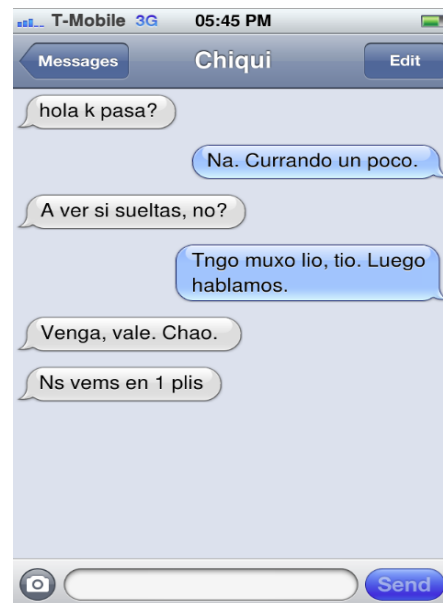 T-Mobile 3G 05:45 PM
Messages Chiqui Edit
hola k pasa?
Na. Currando un poco.
A ver si sueltas, no?
Tngo muxo lio, tio. Luego
hablamos.
Venga, vale. Chao.
Ns vems en 1 plis
Send